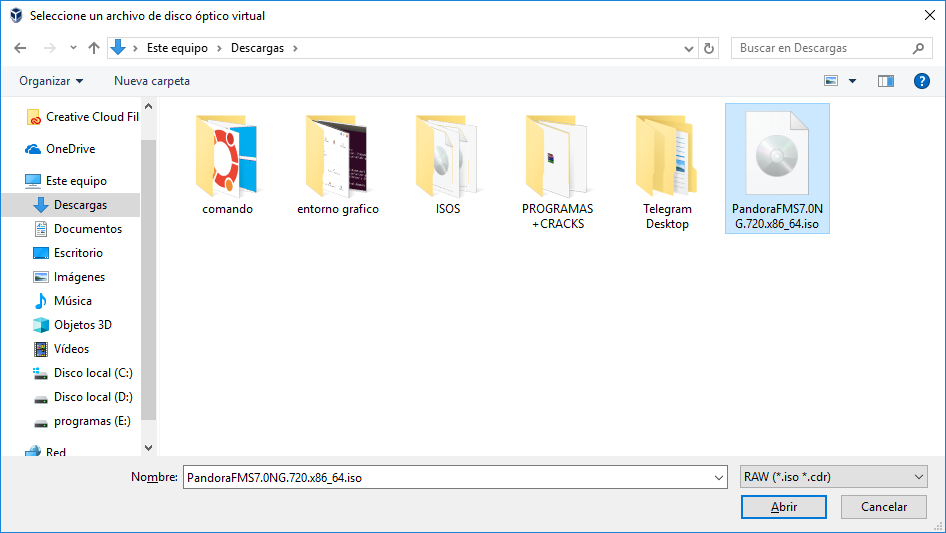 Seleccione un archivo de disco óptico virtual
Este equipo
Descargas
Buscar en Descargas
Organizar
Nueva carpeta
Creative Cloud Fil
OneDrive
Este equipo
Descargas
Documentos
Escritorio
Imágenes
Música
Objetos 3D
Vídeos
Disco local (C:)
Disco local (D:)
programas (E:)
Red
comando
entorno grafico
ISOS
PROGRAMAS
+CRACKS
Telegram
Desktop
PandoraFMS7.0N
G.720.x86_64.iso
Nombre: PandoraFMS7.0NG.720.x86_64.iso
RAW (*.iso *.cdr)
Abrir
Cancelar